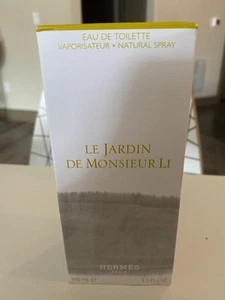 EAU DE TOILETTE
VAPORISATEUR • NATURAL SPRAY
LE JARDIN
DE MONSIEUR LI
HERMÈS